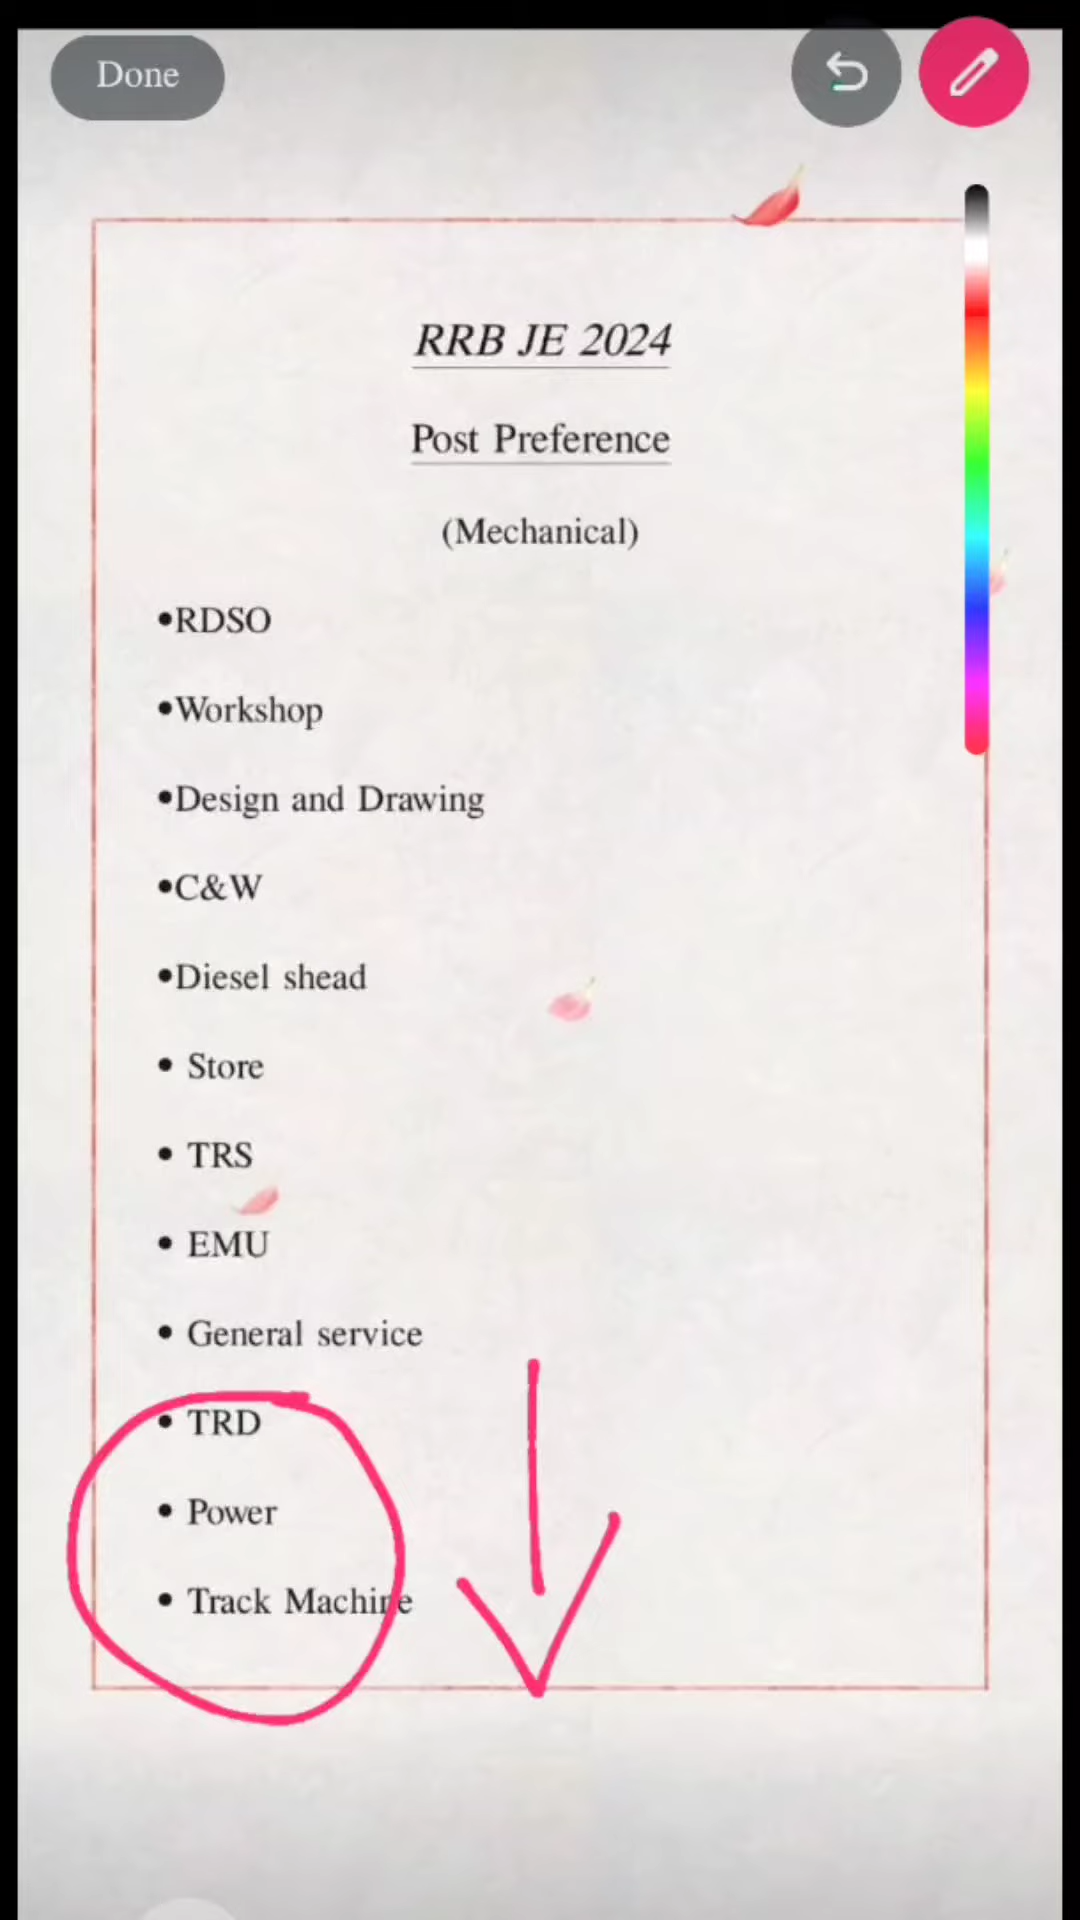 Done
RRB JE 2024
Post Preference
(Mechanical)
•RDSO
•Workshop
•Design and Drawing
•C&W
•Diesel shead
• Store
• TRS
• EMU
• General service
• TRD
• Power
• Track Machine